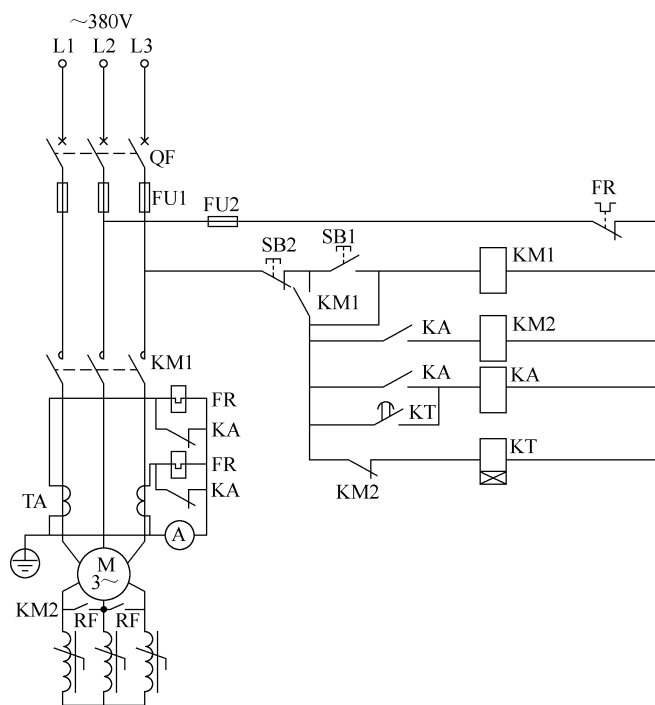 ～380V
L1 L2 L3
QF
FU1
FU2
FR
SB2
SB1
KM1
KM1
KA
KM2
KM1
KA
KA
FR
KT
KA
KT
FR
KM2
TA
KA
A
M
3～
KM2
RF RF